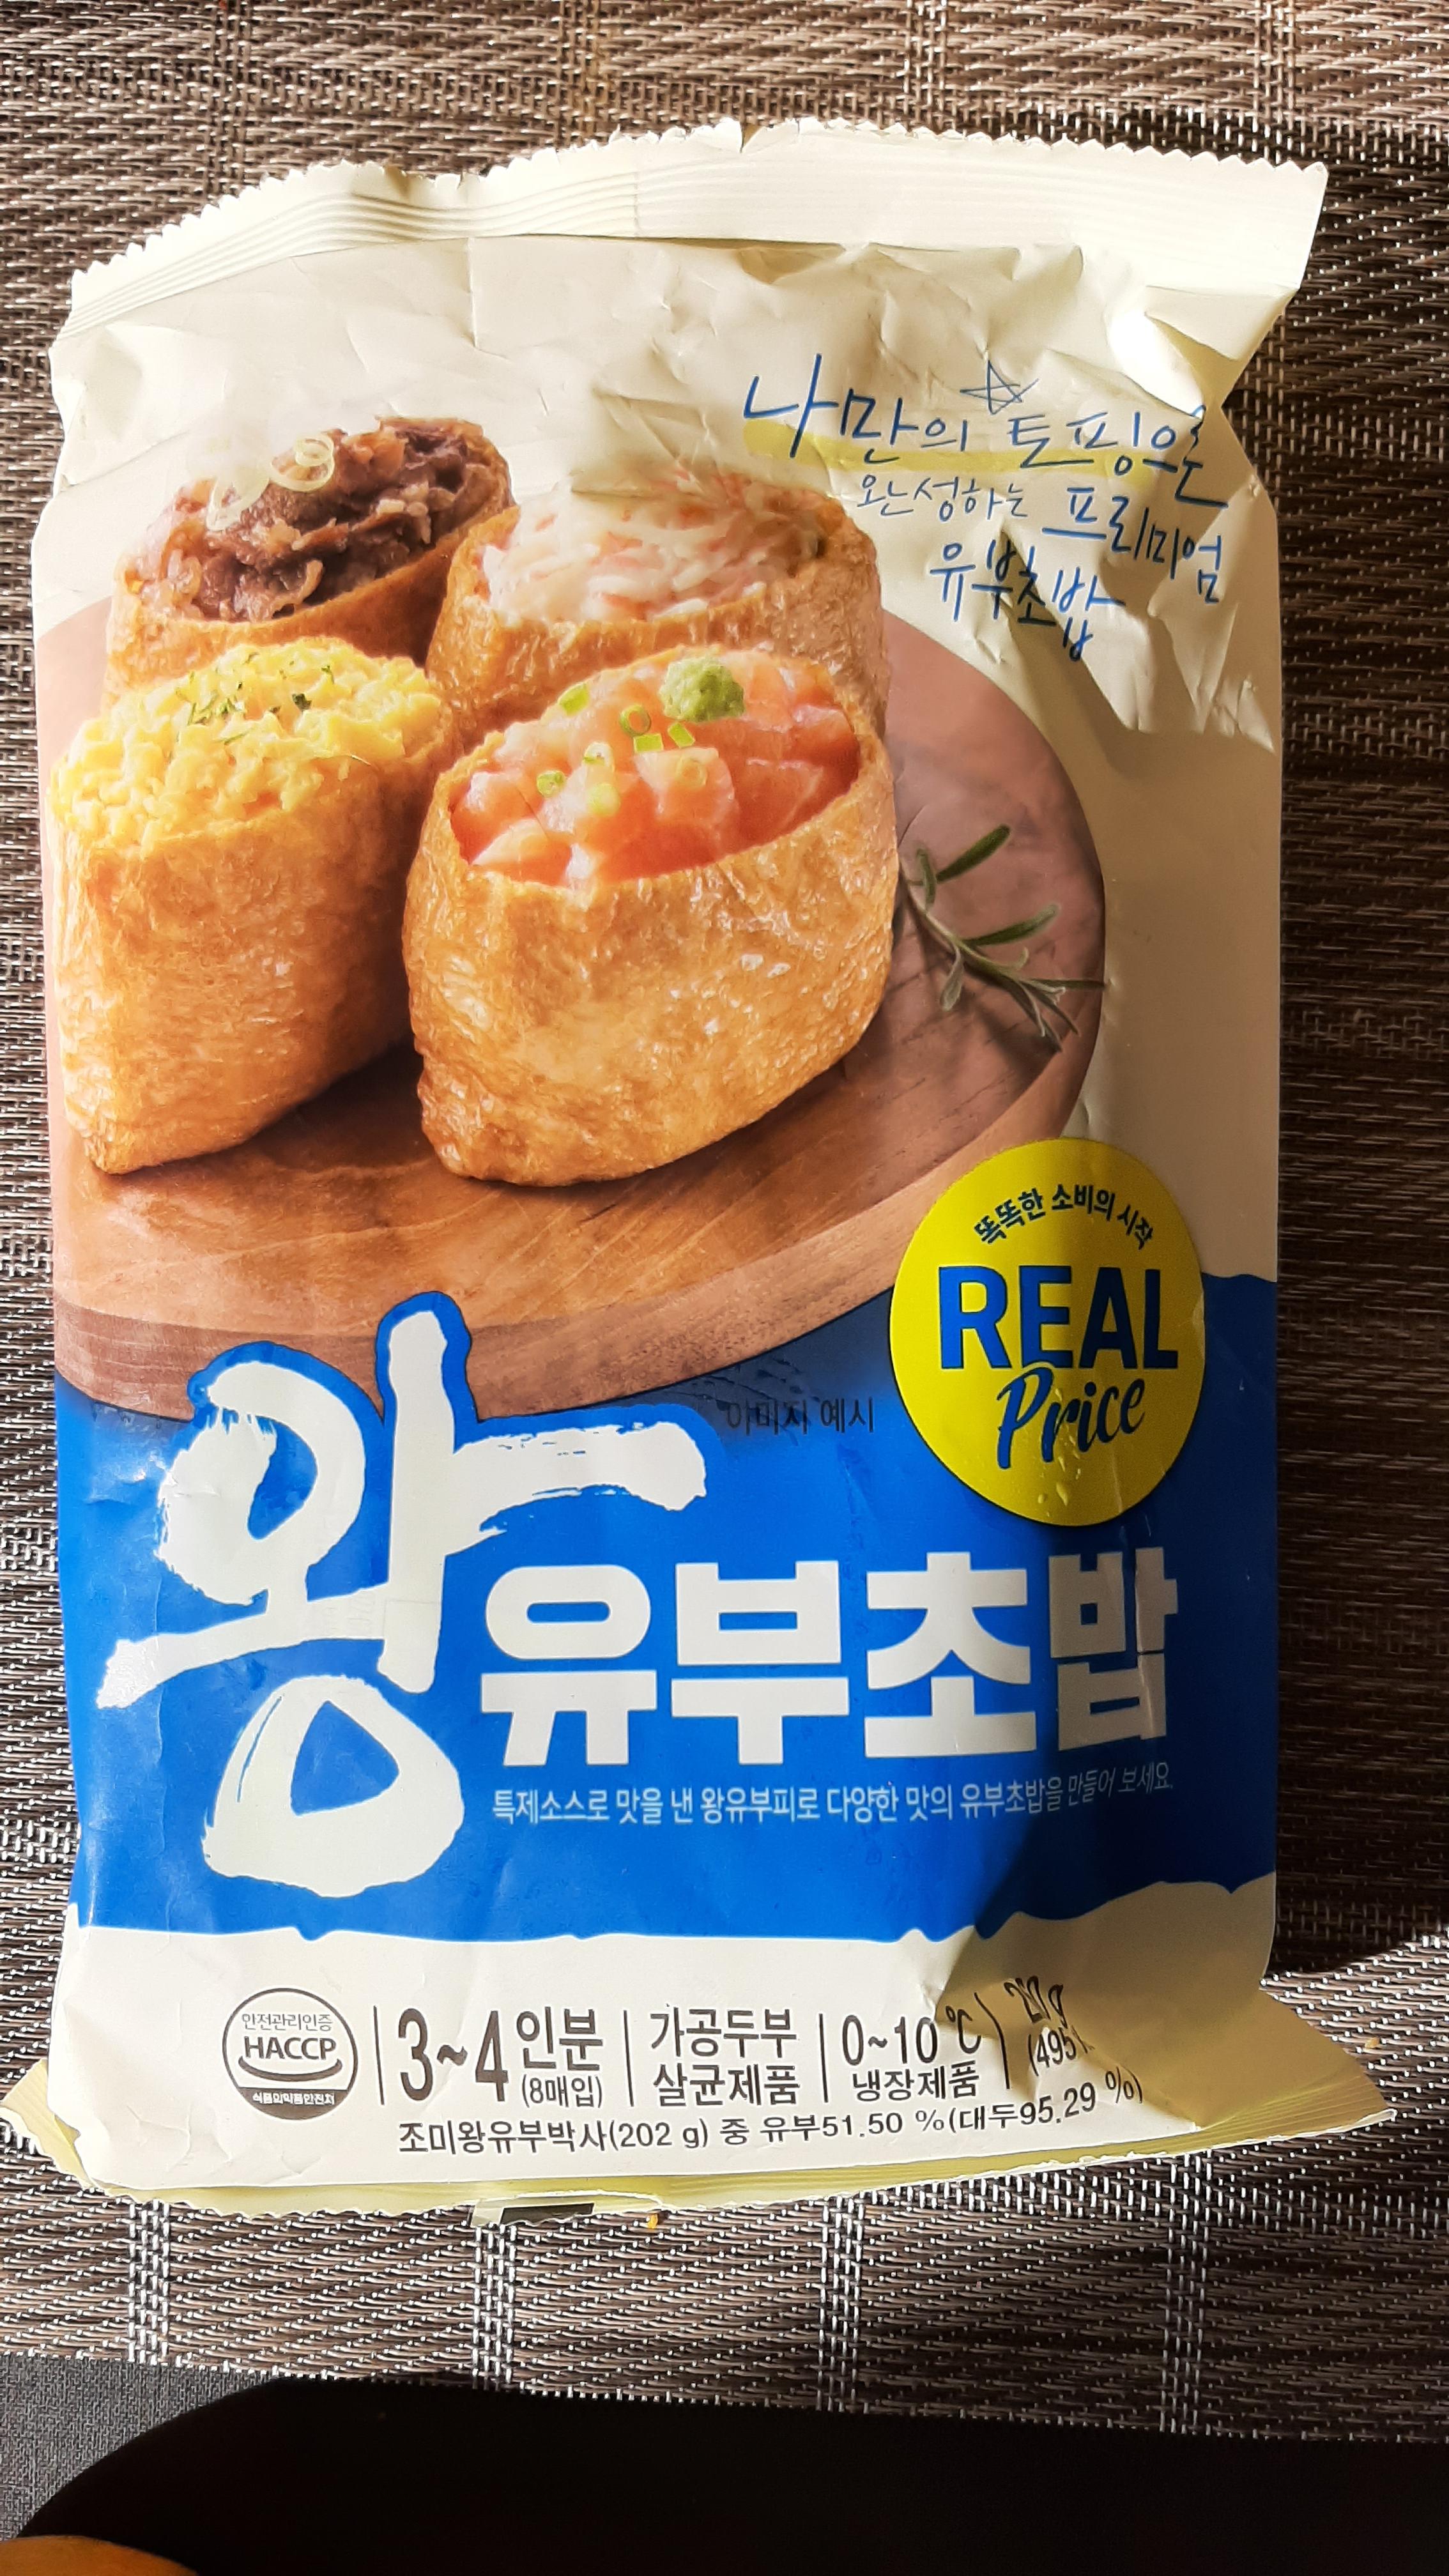 나만의 토핑으로
완성하는 프리미엄
유부초밥
똑똑한 소비의 시작
REAL
Price
이미지 예시
왕
유부초밥
특제소스로 맛을 낸 왕유부피로 다양한 맛의 유부초밥을 만들어 보세요.
안전관리인증
HACCP
식품의약품안전처
3~4 인분
(8매입)
가공두부
살균제품
0~10 ℃
냉장제품
조미왕유부박사(202 g) 중 유부51.50 %(대두95.29 %)